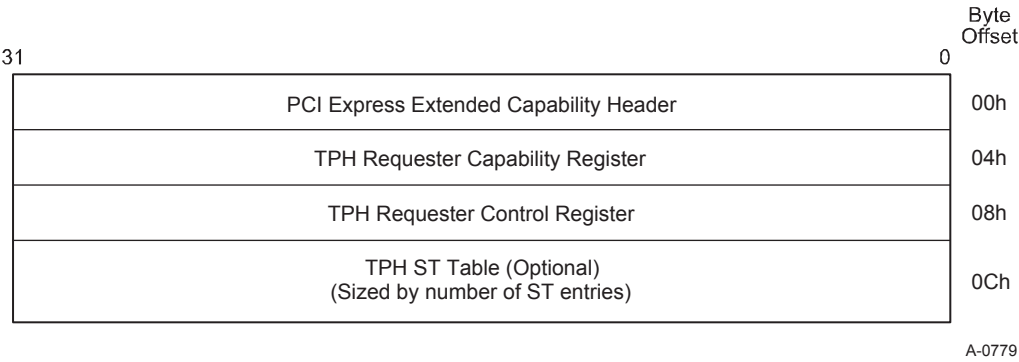 Byte
Offset
31 0
PCI Express Extended Capability Header 00h
TPH Requester Capability Register 04h
TPH Requester Control Register 08h
TPH ST Table (Optional)
(Sized by number of ST entries) 0Ch
A-0779